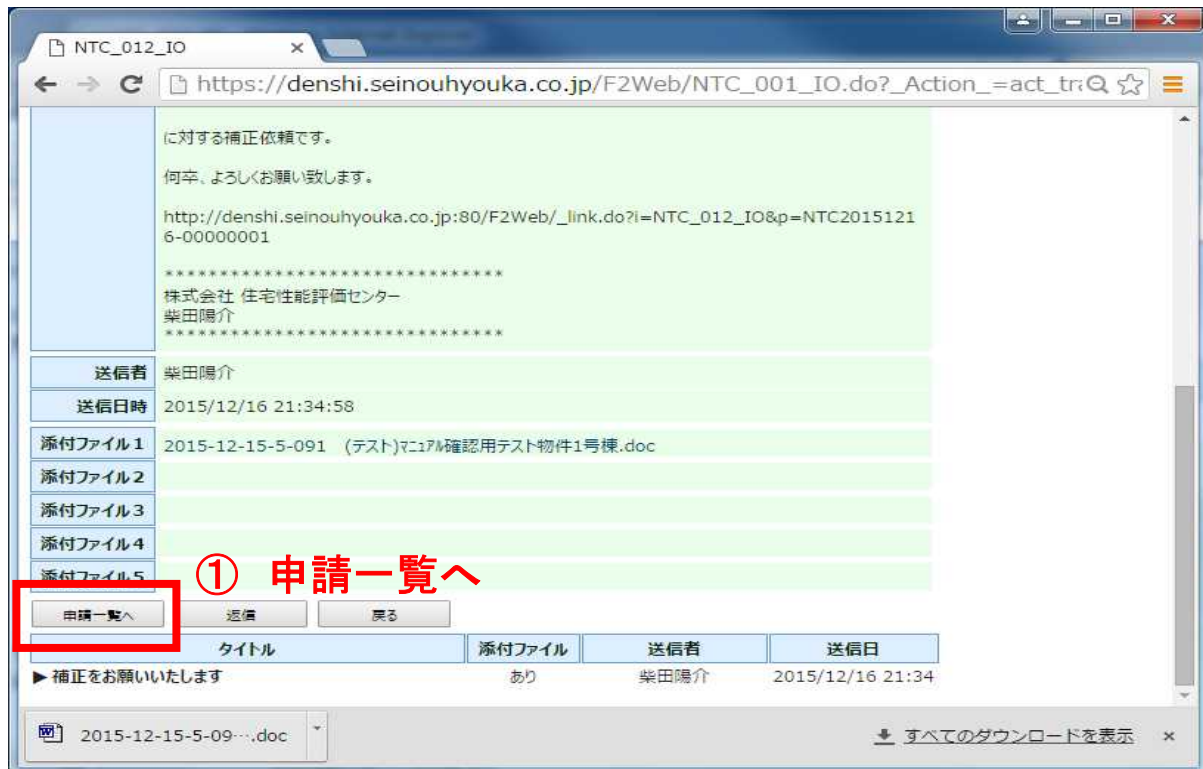 NTC_012_IO
https://denshi.seinouhyouka.co.jp/F2Web/NTC_001_IO.do?_Action_=act_tra
に対する補正依頼です。
何卒、よろしくお願い致します。
http://denshi.seinouhyouka.co.jp:80/F2Web/_link.do?i=NTC_012_IO&p=NTC2015121
6-00000001
*******************************
株式会社 住宅性能評価センター
柴田陽介
*******************************
送信者 柴田陽介
送信日時 2015/12/16 21:34:58
添付ファイル1 2015-12-15-5-091 (テスト)マニュアル確認用テスト物件1号棟.doc
添付ファイル2
添付ファイル3
添付ファイル4
添付ファイル5
① 申請一覧へ
申請一覧へ 返信 戻る
タイトル 添付ファイル 送信者 送信日
▶ 補正をお願いいたします あり 柴田陽介 2015/12/16 21:34
2015-12-15-5-09….doc すべてのダウンロードを表示